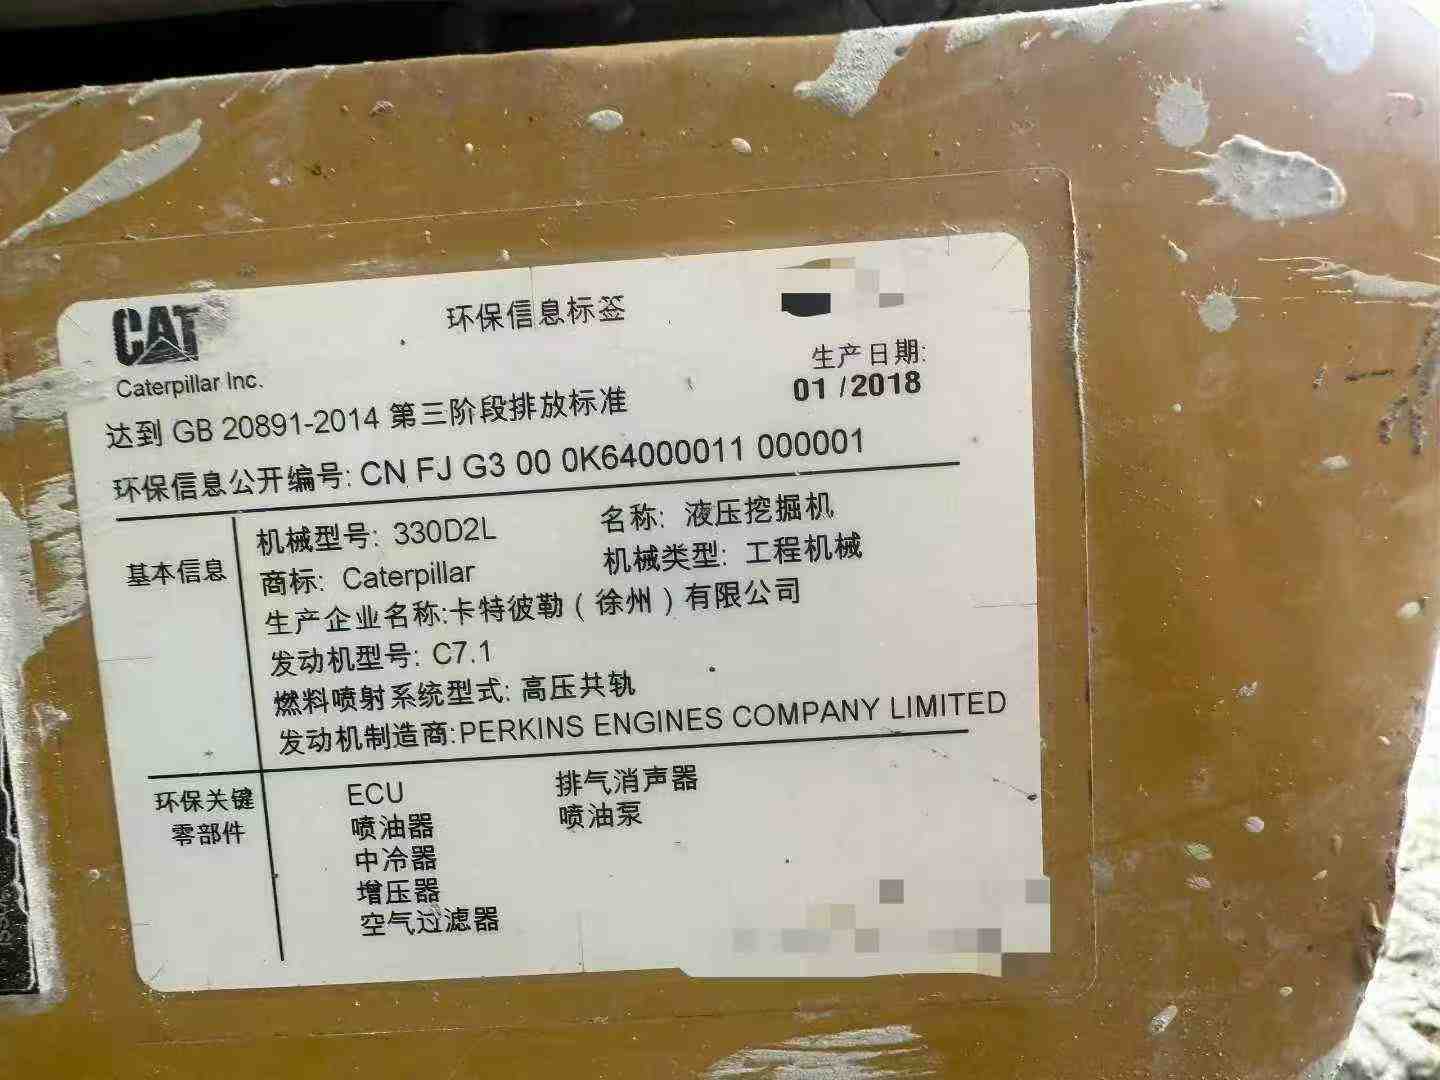 CAT
环保信息标签
Caterpillar Inc.
生产日期:
01 /2018
达到 GB 20891-2014 第三阶段排放标准
环保信息公开编号: CN FJ G3 00 0K64000011 000001
基本信息
机械型号: 330D2L 名称: 液压挖掘机
商标: Caterpillar 机械类型: 工程机械
生产企业名称:卡特彼勒（徐州）有限公司
发动机型号: C7.1
燃料喷射系统型式: 高压共轨
发动机制造商:PERKINS ENGINES COMPANY LIMITED
环保关键
零部件
ECU 排气消声器
喷油器 喷油泵
中冷器
增压器
空气过滤器